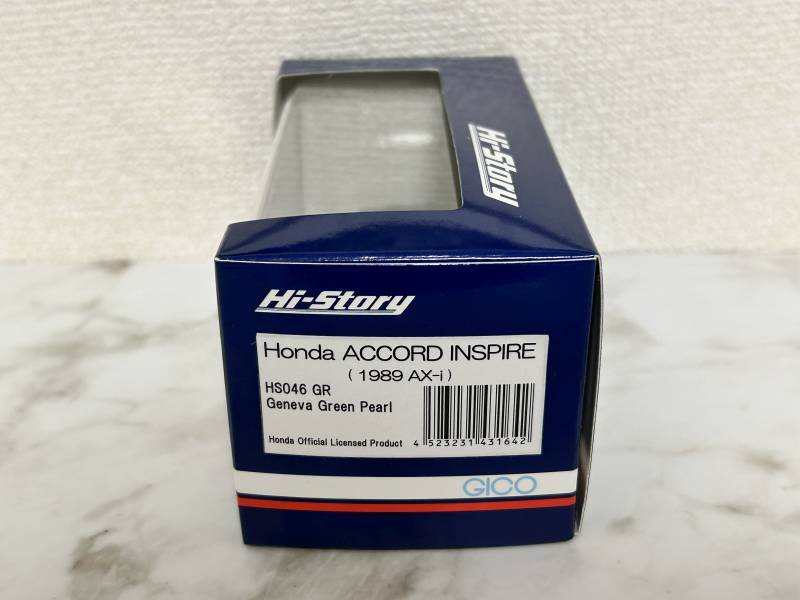 Hi-Story
Hi-Story
Honda ACCORD INSPIRE
( 1989 AX-i )
HS046 GR
Geneva Green Pearl
Honda Official Licensed Product
4 523231 431642
GICO